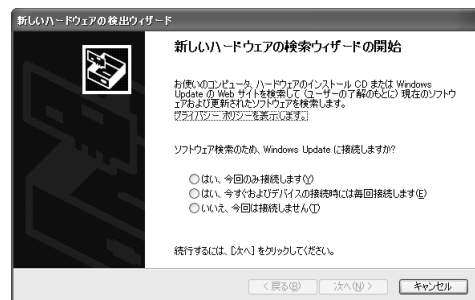 新しいハードウェアの検出ウィザード
新しいハードウェアの検索ウィザードの開始
お使いのコンピュータ、ハードウェアのインストール CD または Windows
Update の Web サイトを検索して (ユーザーの了解のもとに) 現在のソフトウ
ェアおよび更新されたソフトウェアを検索します。
プライバシー ポリシーを表示します。
ソフトウェア検索のため、Windows Update に接続しますか?
はい、今回のみ接続します(Y)
はい、今すぐおよびデバイスの接続時には毎回接続します(E)
いいえ、今回は接続しません(T)
続行するには、[次へ] をクリックしてください。
< 戻る(B) 次へ(N) > キャンセル